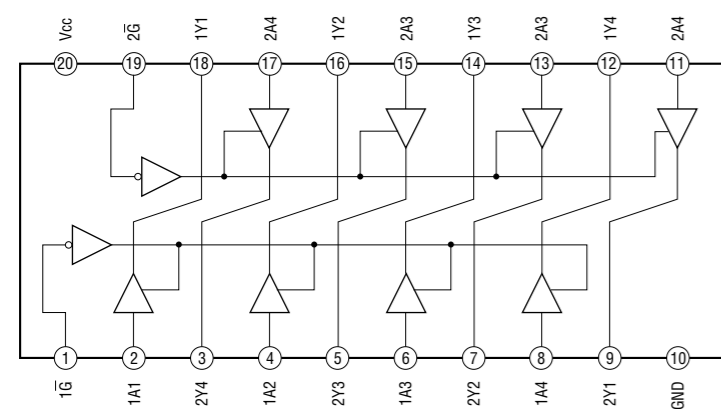 Vcc 2G̅ 1Y1 2A4 1Y2 2A3 1Y3 2A3 1Y4 2A4
20 19 18 17 16 15 14 13 12 11
1 2 3 4 5 6 7 8 9 10
1G̅ 1A1 2Y4 1A2 2Y3 1A3 2Y2 1A4 2Y1 GND